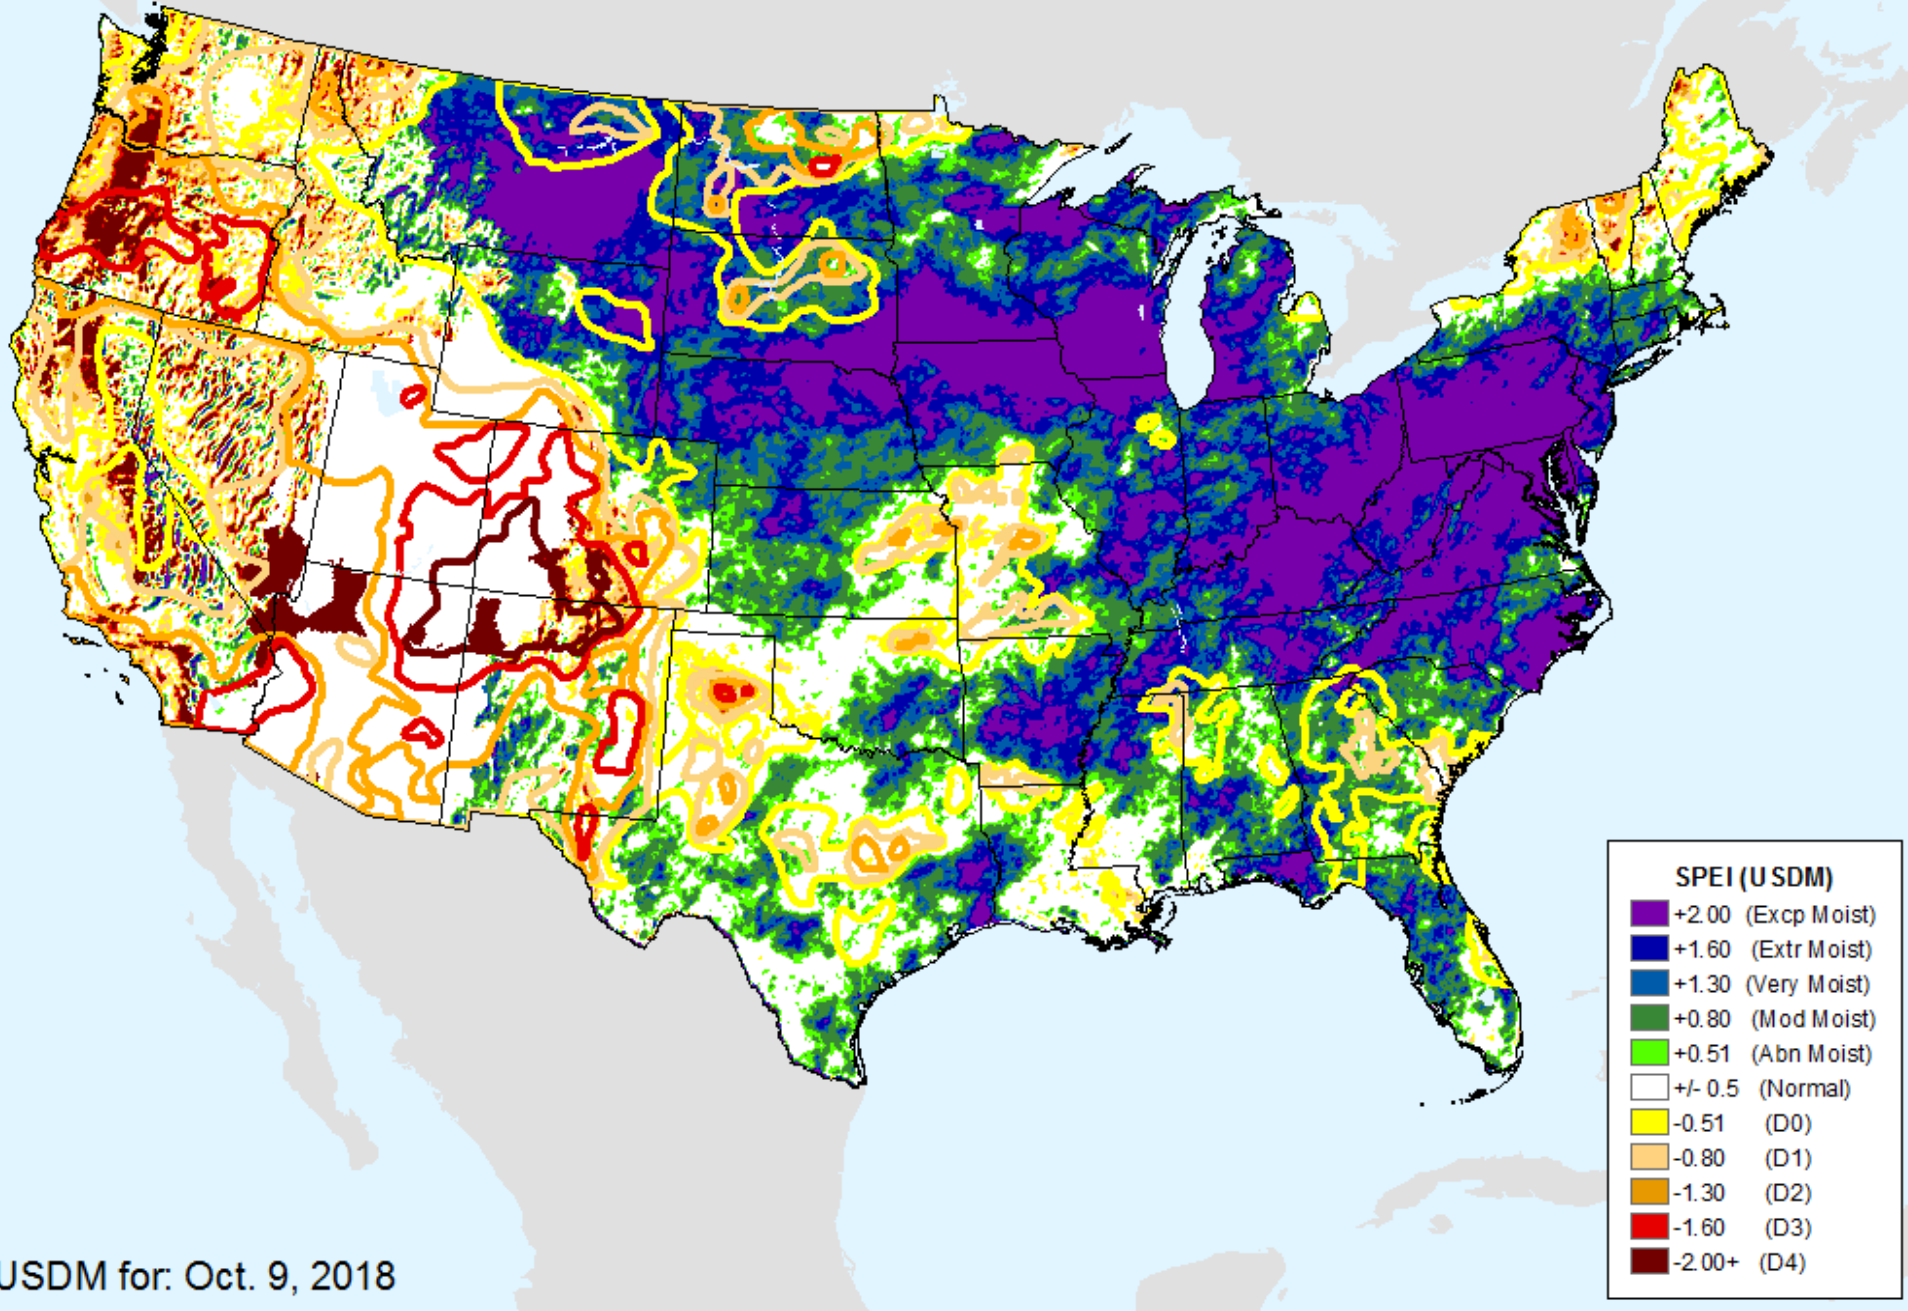 SPEI (USDM)
+2.00 (Excp Moist)
+1.60 (Extr Moist)
+1.30 (Very Moist)
+0.80 (Mod Moist)
+0.51 (Abn Moist)
+/- 0.5 (Normal)
-0.51 (D0)
-0.80 (D1)
-1.30 (D2)
-1.60 (D3)
-2.00+ (D4)
USDM for: Oct. 9, 2018